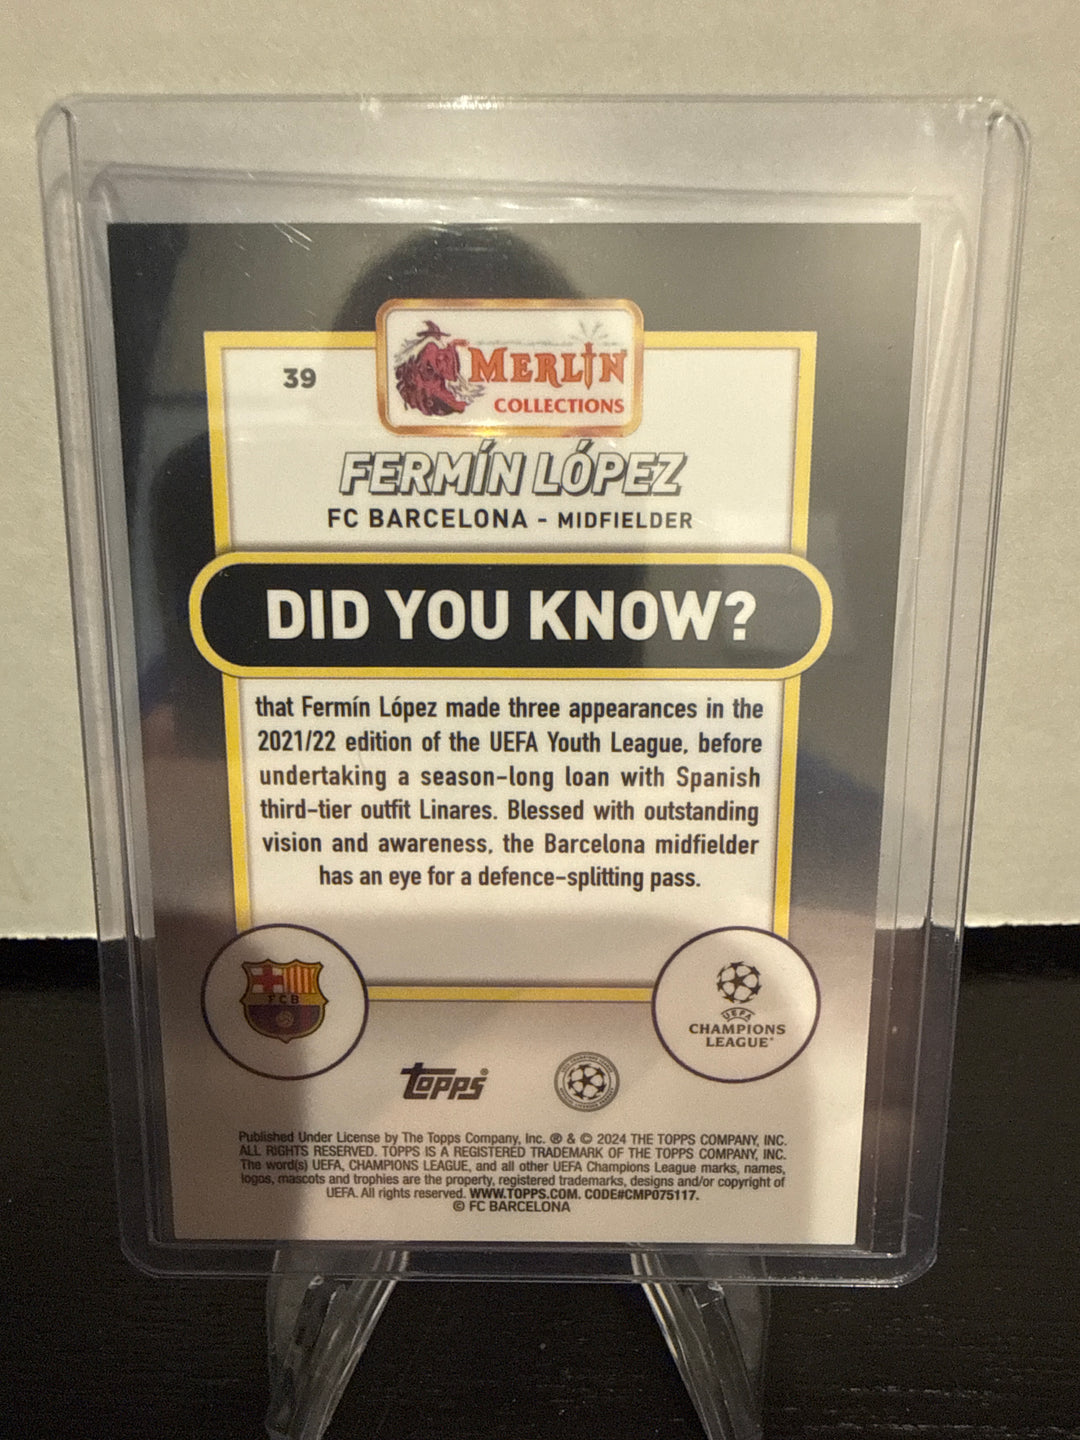 39
MERLIN
COLLECTIONS
FERMÍN LÓPEZ
FC BARCELONA - MIDFIELDER
DID YOU KNOW?
that Fermín López made three appearances in the
2021/22 edition of the UEFA Youth League, before
undertaking a season-long loan with Spanish
third-tier outfit Linares. Blessed with outstanding
vision and awareness, the Barcelona midfielder
has an eye for a defence-splitting pass.
FCB
UEFA
CHAMPIONS
LEAGUE®
TOPPS®
Published Under License by The Topps Company, Inc. ® & © 2024 THE TOPPS COMPANY, INC.
ALL RIGHTS RESERVED. TOPPS IS A REGISTERED TRADEMARK OF THE TOPPS COMPANY, INC.
The word(s) UEFA, CHAMPIONS LEAGUE, and all other UEFA Champions League marks, names,
logos, mascots and trophies are the property, registered trademarks, designs and/or copyright of
UEFA. All rights reserved. WWW.TOPPS.COM. CODE#CMP075117.
© FC BARCELONA